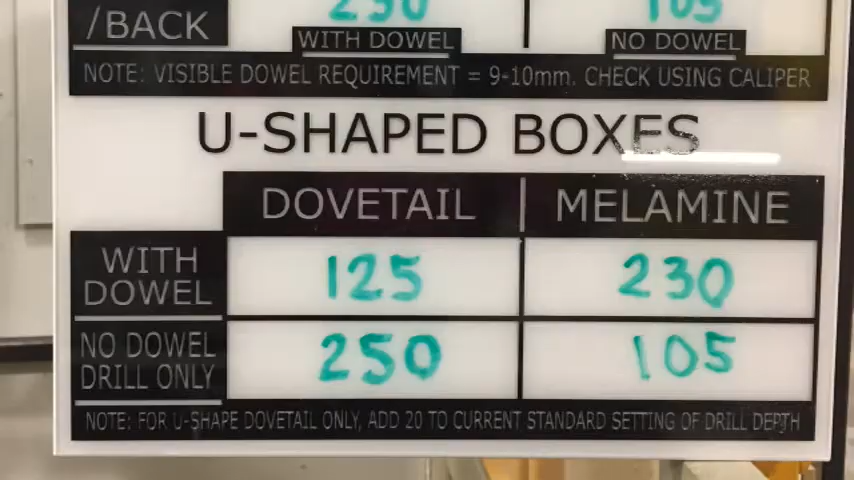 /BACK 230 105
WITH DOWEL NO DOWEL
NOTE: VISIBLE DOWEL REQUIREMENT = 9-10mm. CHECK USING CALIPER
U-SHAPED BOXES
DOVETAIL MELAMINE
WITH DOWEL 125 230
NO DOWEL DRILL ONLY 250 105
NOTE: FOR U-SHAPE DOVETAIL ONLY, ADD 20 TO CURRENT STANDARD SETTING OF DRILL DEPTH